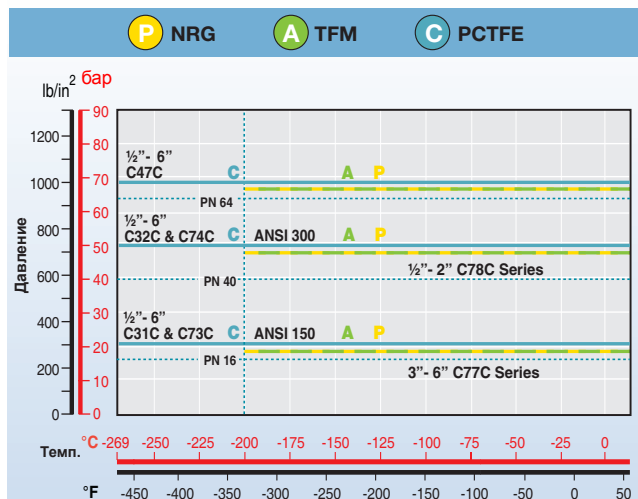 P NRG A TFM C PCTFE
lb/in² бар
Давление
1200
1000
800
600
400
200
0
90
80
70
60
50
40
30
20
10
0
½”- 6”
C47C
C A P
PN 64
½”- 6”
C32C & C74C C ANSI 300 A P
PN 40
½”- 2” C78C Series
½”- 6”
C31C & C73C C ANSI 150 A P
PN 16
3”- 6” C77C Series
Темп.
°C -269 -250 -225 -200 -175 -150 -125 -100 -75 -50 -25 0
°F -450 -400 -350 -300 -250 -200 -150 -100 -50 0 50